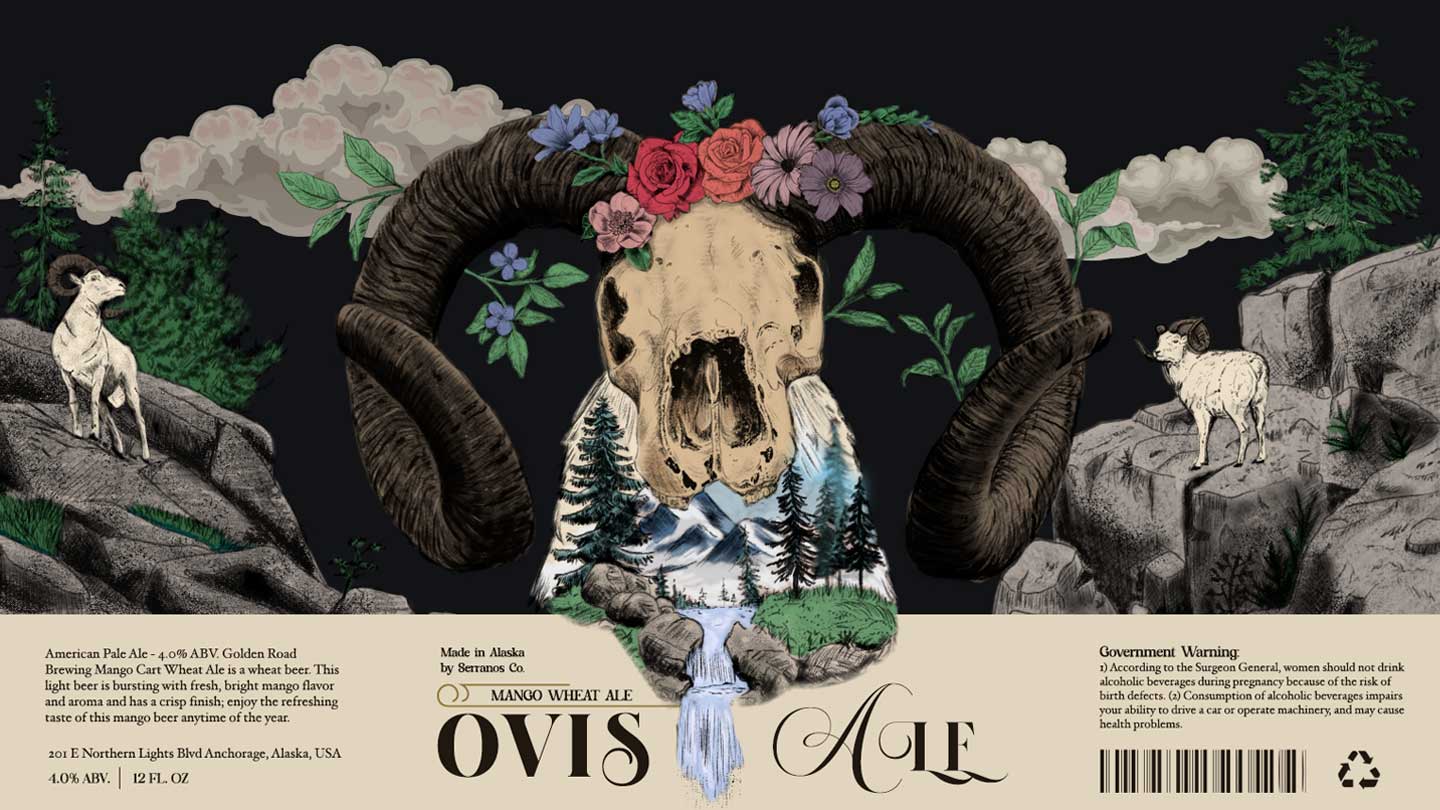 American Pale Ale - 4.0% ABV. Golden Road
Brewing Mango Cart Wheat Ale is a wheat beer. This
light beer is bursting with fresh, bright mango flavor
and aroma and has a crisp finish; enjoy the refreshing
taste of this mango beer anytime of the year.
201 E Northern Lights Blvd Anchorage, Alaska, USA
4.0% ABV. | 12 FL. OZ
Made in Alaska
by Serranos Co.
MANGO WHEAT ALE
OVIS ALE
Government Warning:
1) According to the Surgeon General, women should not drink
alcoholic beverages during pregnancy because of the risk of
birth defects. (2) Consumption of alcoholic beverages impairs
your ability to drive a car or operate machinery, and may cause
health problems.